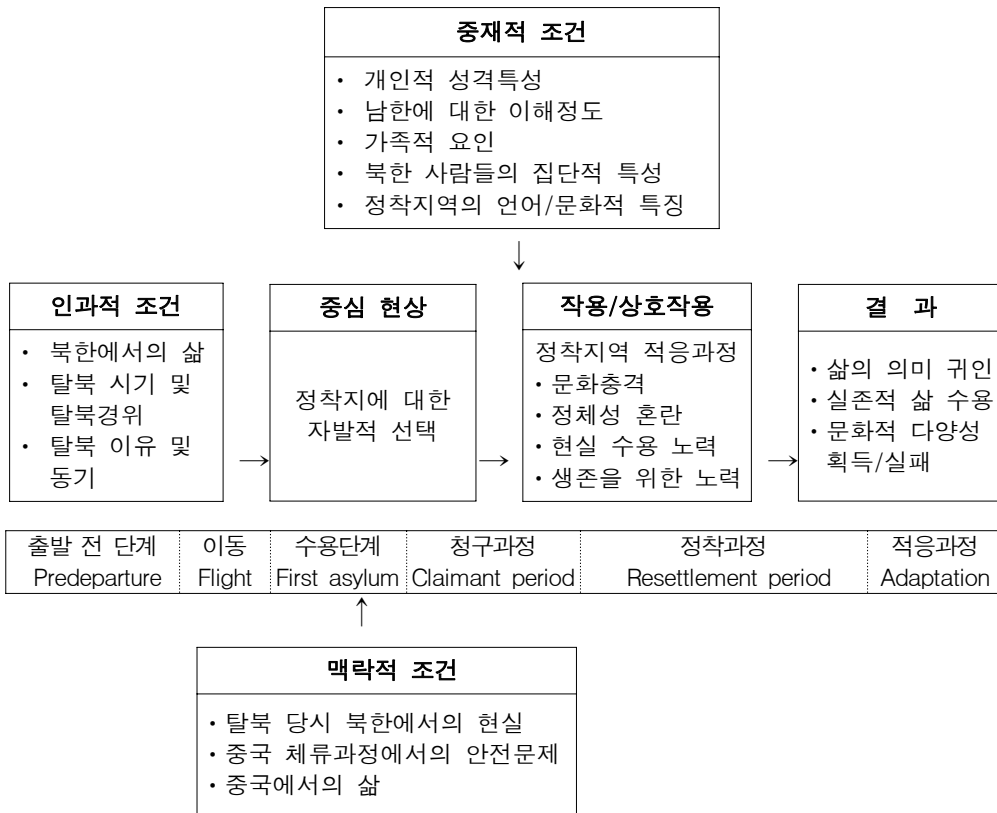 중재적 조건
· 개인적 성격특성
· 남한에 대한 이해정도
· 가족적 요인
· 북한 사람들의 집단적 특성
· 정착지역의 언어/문화적 특징
↓
인과적 조건
· 북한에서의 삶
· 탈북 시기 및
탈북경위
· 탈북 이유 및
동기
→
중심 현상
정착지에 대한
자발적 선택
→
작용/상호작용
정착지역 적응과정
· 문화충격
· 정체성 혼란
· 현실 수용 노력
· 생존을 위한 노력
→
결 과
· 삶의 의미 귀인
· 실존적 삶 수용
· 문화적 다양성
획득/실패
출발 전 단계
Predeparture
이동
Flight
수용단계
First asylum
청구과정
Claimant period
정착과정
Resettlement period
적응과정
Adaptation
↑
맥락적 조건
· 탈북 당시 북한에서의 현실
· 중국 체류과정에서의 안전문제
· 중국에서의 삶